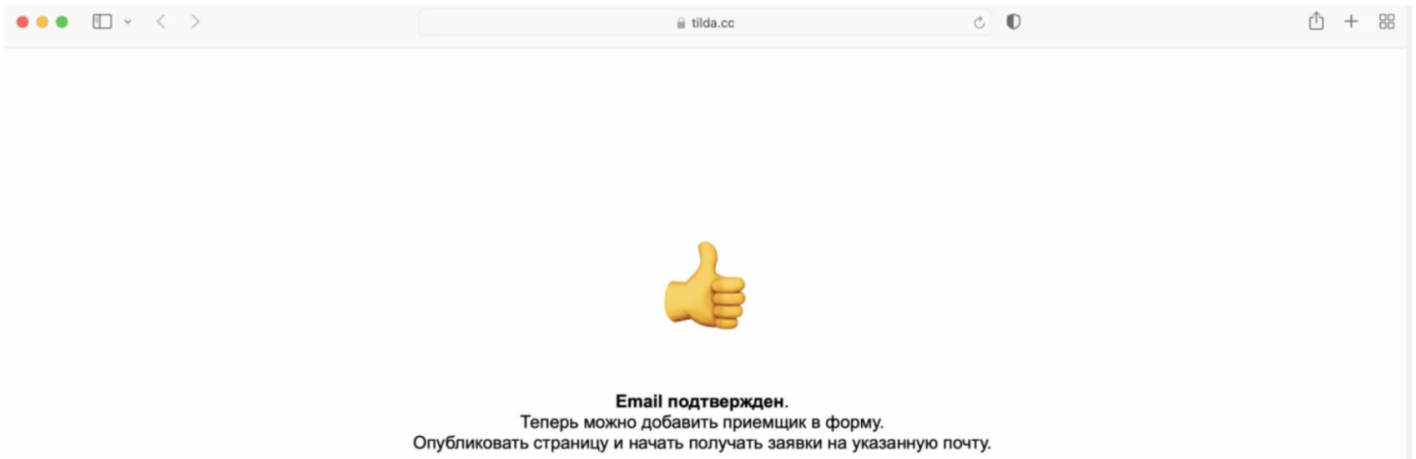 tilda.cc
Email подтвержден.
Теперь можно добавить приемщик в форму.
Опубликовать страницу и начать получать заявки на указанную почту.